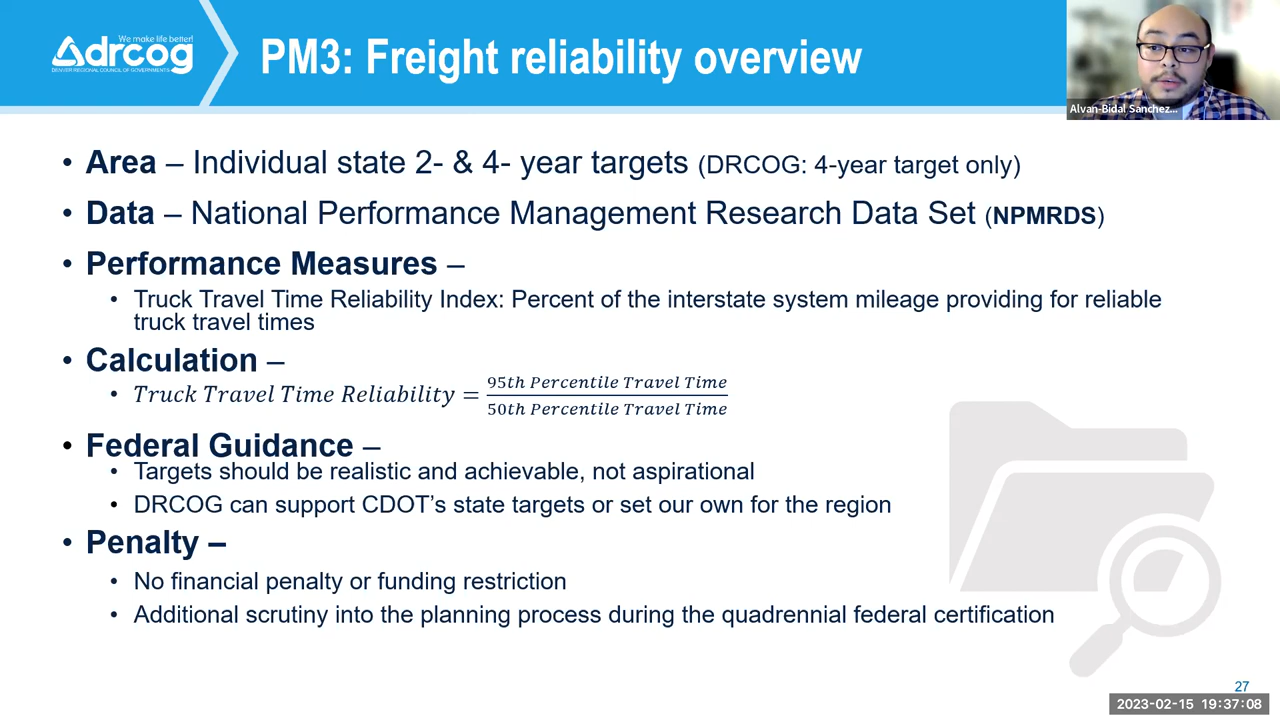 We make life better!
drcog
DENVER REGIONAL COUNCIL OF GOVERNMENTS
PM3: Freight reliability overview
Alvan-Bidal Sanchez...
• Area – Individual state 2- & 4- year targets (DRCOG: 4-year target only)
• Data – National Performance Management Research Data Set (NPMRDS)
• Performance Measures –
• Truck Travel Time Reliability Index: Percent of the interstate system mileage providing for reliable
truck travel times
• Calculation –
• Truck Travel Time Reliability = 95th Percentile Travel Time / 50th Percentile Travel Time
• Federal Guidance –
• Targets should be realistic and achievable, not aspirational
• DRCOG can support CDOT's state targets or set our own for the region
• Penalty –
• No financial penalty or funding restriction
• Additional scrutiny into the planning process during the quadrennial federal certification
27
2023-02-15 19:37:08